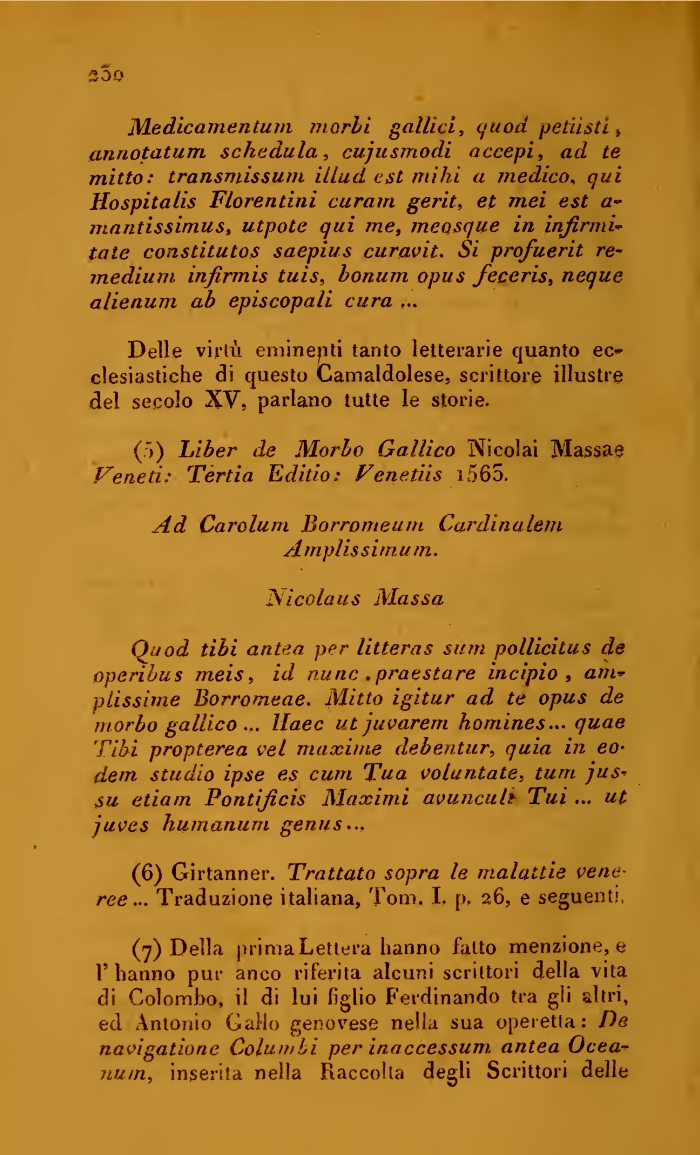 250
Medicamentum morbi gallici, quod petiisti,
annotatum schedula, cujusmodi accepi, ad te
mitto: transmissum illud est mihi a medico, qui
Hospitalis Florentini curam gerit, et mei est a-
mantissimus, utpote qui me, meosque in infirmi-
tate constitutos saepius curavit. Si profuerit re-
medium infirmis tuis, bonum opus feceris, neque
alienum ab episcopali cura ...
Delle virtù eminenti tanto letterarie quanto ec-
clesiastiche di questo Camaldolese, scrittore illustre
del secolo XV, parlano tutte le storie.
(5) Liber de Morbo Gallico Nicolai Massae
Veneti: Tertia Editio: Venetiis 1563.
Ad Carolum Borromeum Cardinalem
Amplissimum.
Nicolaus Massa
Quod tibi antea per litteras sum pollicitus de
operibus meis, id nunc praestare incipio, am-
plissime Borromeae. Mitto igitur ad te opus de
morbo gallico ... Haec ut juvarem homines... quae
Tibi propterea vel maxime debentur, quia in eo-
dem studio ipse es cum Tua voluntate, tum jus-
su etiam Pontificis Maximi avunculi Tui ... ut
juves humanum genus ...
(6) Girtanner. Trattato sopra le malattie vene-
ree ... Traduzione italiana, Tom. I. p. 26, e seguenti.
(7) Della prima Lettera hanno fatto menzione, e
l' hanno pur anco riferita alcuni scrittori della vita
di Colombo, il di lui figlio Ferdinando tra gli altri,
ed Antonio Gallo genovese nella sua operetta: De
navigatione Columbi per inaccessum antea Ocea-
num, inserita nella Raccolta degli Scrittori delle